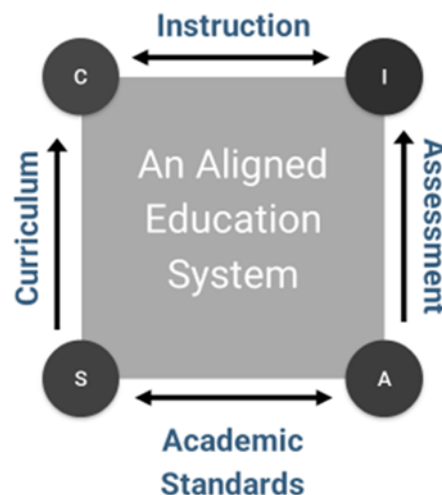 Instruction
C
I
An Aligned
Education
System
Curriculum
Assessment
S
A
Academic
Standards